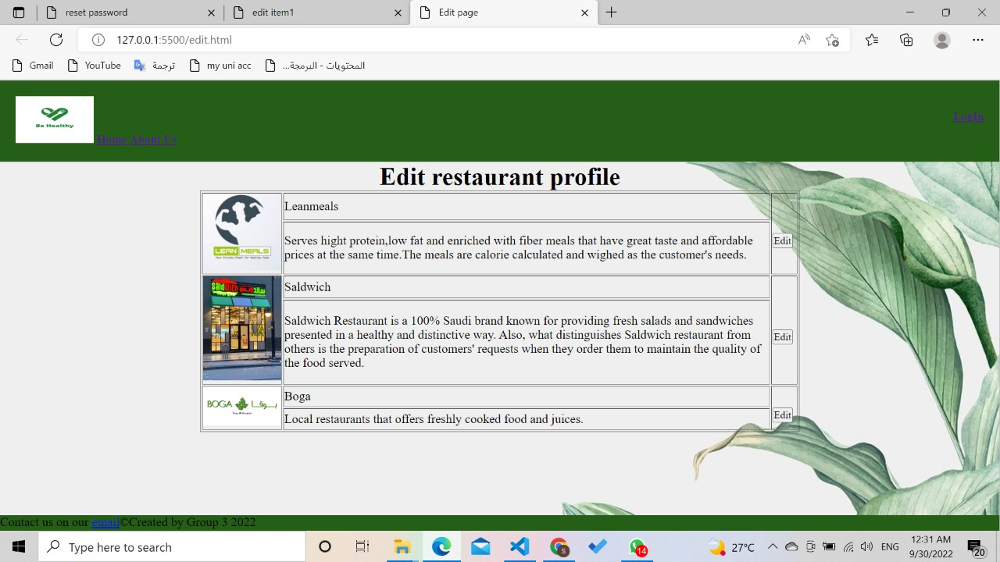 reset password
edit item1
Edit page
127.0.0.1:5500/edit.html
Gmail
YouTube
ترجمة
my uni acc
المحتويات - البرمجة...
Be Healthy
Home About Us
LogIn
Edit restaurant profile
Leanmeals
LEAN MEALS
Serves hight protein,low fat and enriched with fiber meals that have great taste and affordable
prices at the same time.The meals are calorie calculated and wighed as the customer's needs.
Edit
Saldwich
Saldwich
Saldwich Restaurant is a 100% Saudi brand known for providing fresh salads and sandwiches
presented in a healthy and distinctive way. Also, what distinguishes Saldwich restaurant from
others is the preparation of customers' requests when they order them to maintain the quality of
the food served.
Edit
BOGA بوقا
Boga
Local restaurants that offers freshly cooked food and juices.
Edit
Contact us on our email©Created by Group 3 2022
Type here to search
S
14
27°C
ENG
12:31 AM
9/30/2022
20